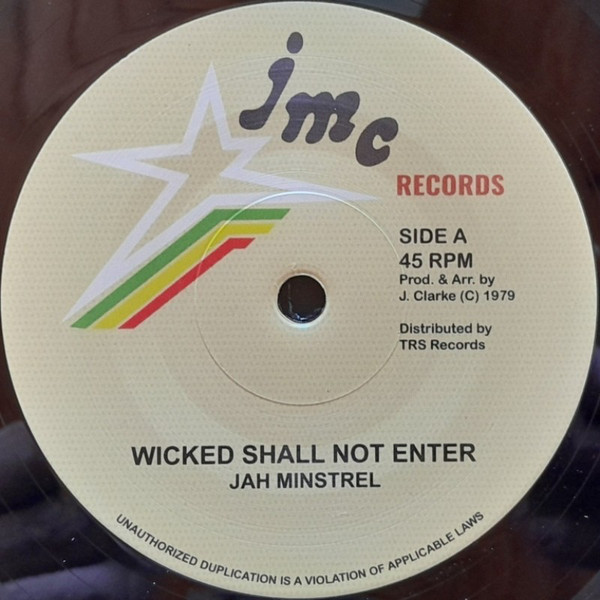 jmc
RECORDS
SIDE A
45 RPM
Prod. & Arr. by
J. Clarke (C) 1979
Distributed by
TRS Records
WICKED SHALL NOT ENTER
JAH MINSTREL
UNAUTHORIZED DUPLICATION IS A VIOLATION OF APPLICABLE LAWS